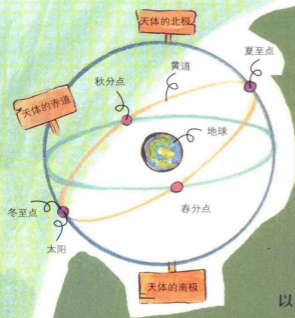 天体的北极
夏至点
黄道
秋分点
天体的赤道
地球
春分点
冬至点
太阳
天体的南极
以